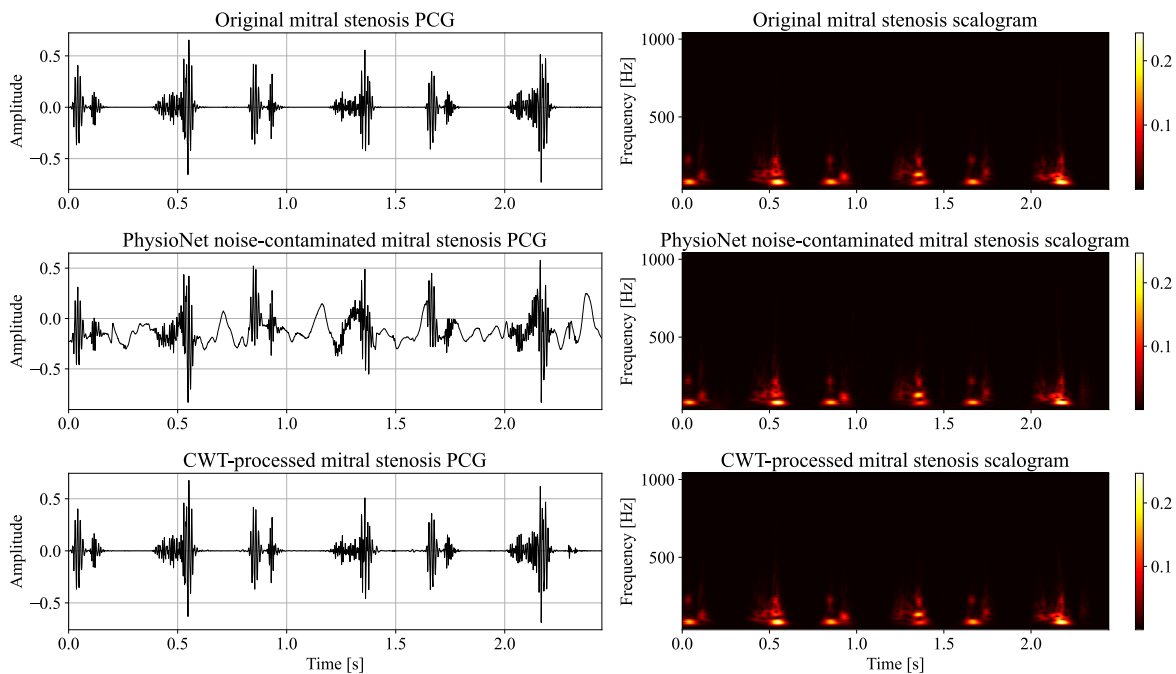 Original mitral stenosis PCG
Amplitude
0.5
0.0
−0.5
0.0 0.5 1.0 1.5 2.0
Original mitral stenosis scalogram
Frequency [Hz]
1000
500
0.0 0.5 1.0 1.5 2.0
0.2
0.1
PhysioNet noise-contaminated mitral stenosis PCG
Amplitude
0.5
0.0
−0.5
0.0 0.5 1.0 1.5 2.0
PhysioNet noise-contaminated mitral stenosis scalogram
Frequency [Hz]
1000
500
0.0 0.5 1.0 1.5 2.0
0.2
0.1
CWT-processed mitral stenosis PCG
Amplitude
0.5
0.0
−0.5
0.0 0.5 1.0 1.5 2.0
Time [s]
CWT-processed mitral stenosis scalogram
Frequency [Hz]
1000
500
0.0 0.5 1.0 1.5 2.0
Time [s]
0.2
0.1